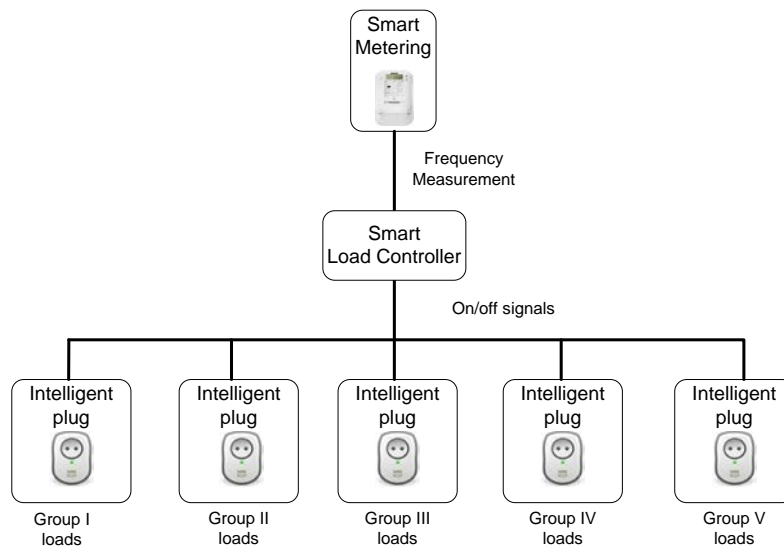 Smart
Metering
Frequency
Measurement
Smart
Load Controller
On/off signals
Intelligent
plug
Intelligent
plug
Intelligent
plug
Intelligent
plug
Intelligent
plug
Group I
loads
Group II
loads
Group III
loads
Group IV
loads
Group V
loads